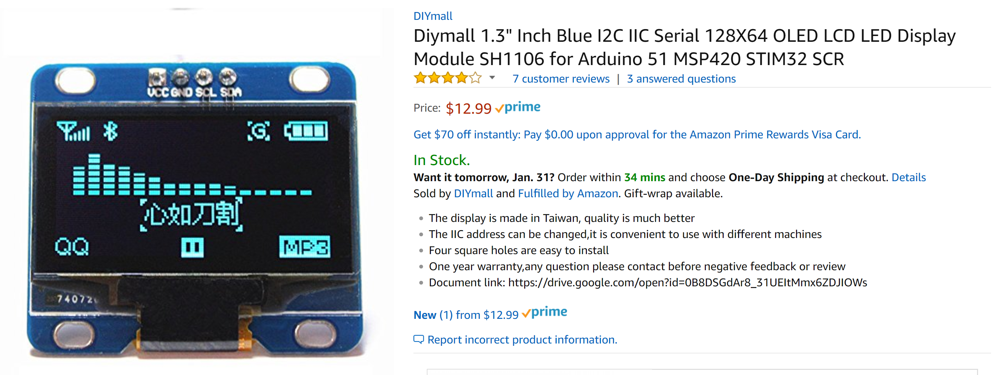 VCC GND SCL SDA
G
心如刀割
QQ
MP3
74072
DIYmall
Diymall 1.3" Inch Blue I2C IIC Serial 128X64 OLED LCD LED Display
Module SH1106 for Arduino 51 MSP420 STIM32 SCR
7 customer reviews | 3 answered questions
Price: $12.99 prime
Get $70 off instantly: Pay $0.00 upon approval for the Amazon Prime Rewards Visa Card.
In Stock.
Want it tomorrow, Jan. 31? Order within 34 mins and choose One-Day Shipping at checkout. Details
Sold by DIYmall and Fulfilled by Amazon. Gift-wrap available.
• The display is made in Taiwan, quality is much better
• The IIC address can be changed,it is convenient to use with different machines
• Four square holes are easy to install
• One year warranty,any question please contact before negative feedback or review
• Document link: https://drive.google.com/open?id=0B8DSGdAr8_31UEItMmx6ZDJIOWs
New (1) from $12.99 prime
Report incorrect product information.